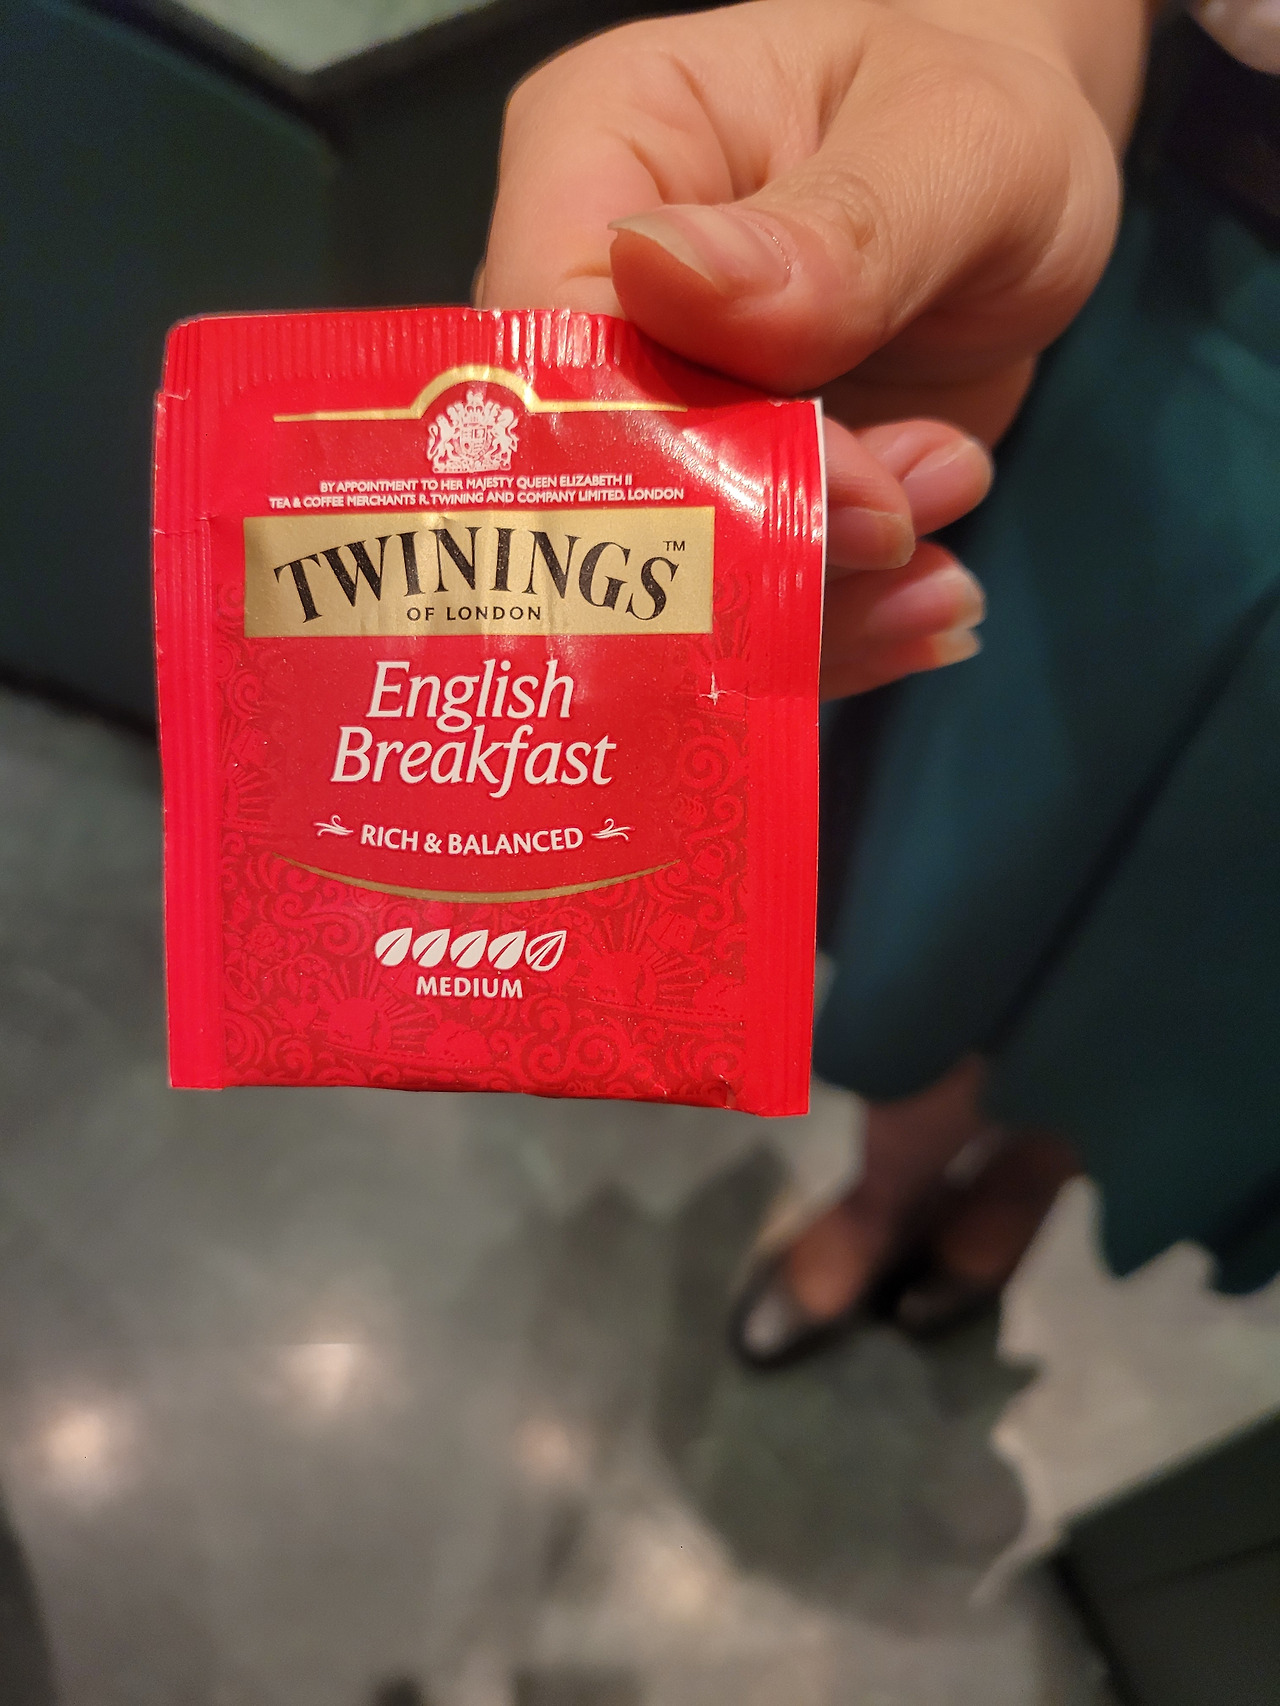 BY APPOINTMENT TO HER MAJESTY QUEEN ELIZABETH II
TEA & COFFEE MERCHANTS R. TWINING AND COMPANY LIMITED, LONDON
TWININGS™
OF LONDON
English
Breakfast
RICH & BALANCED
MEDIUM